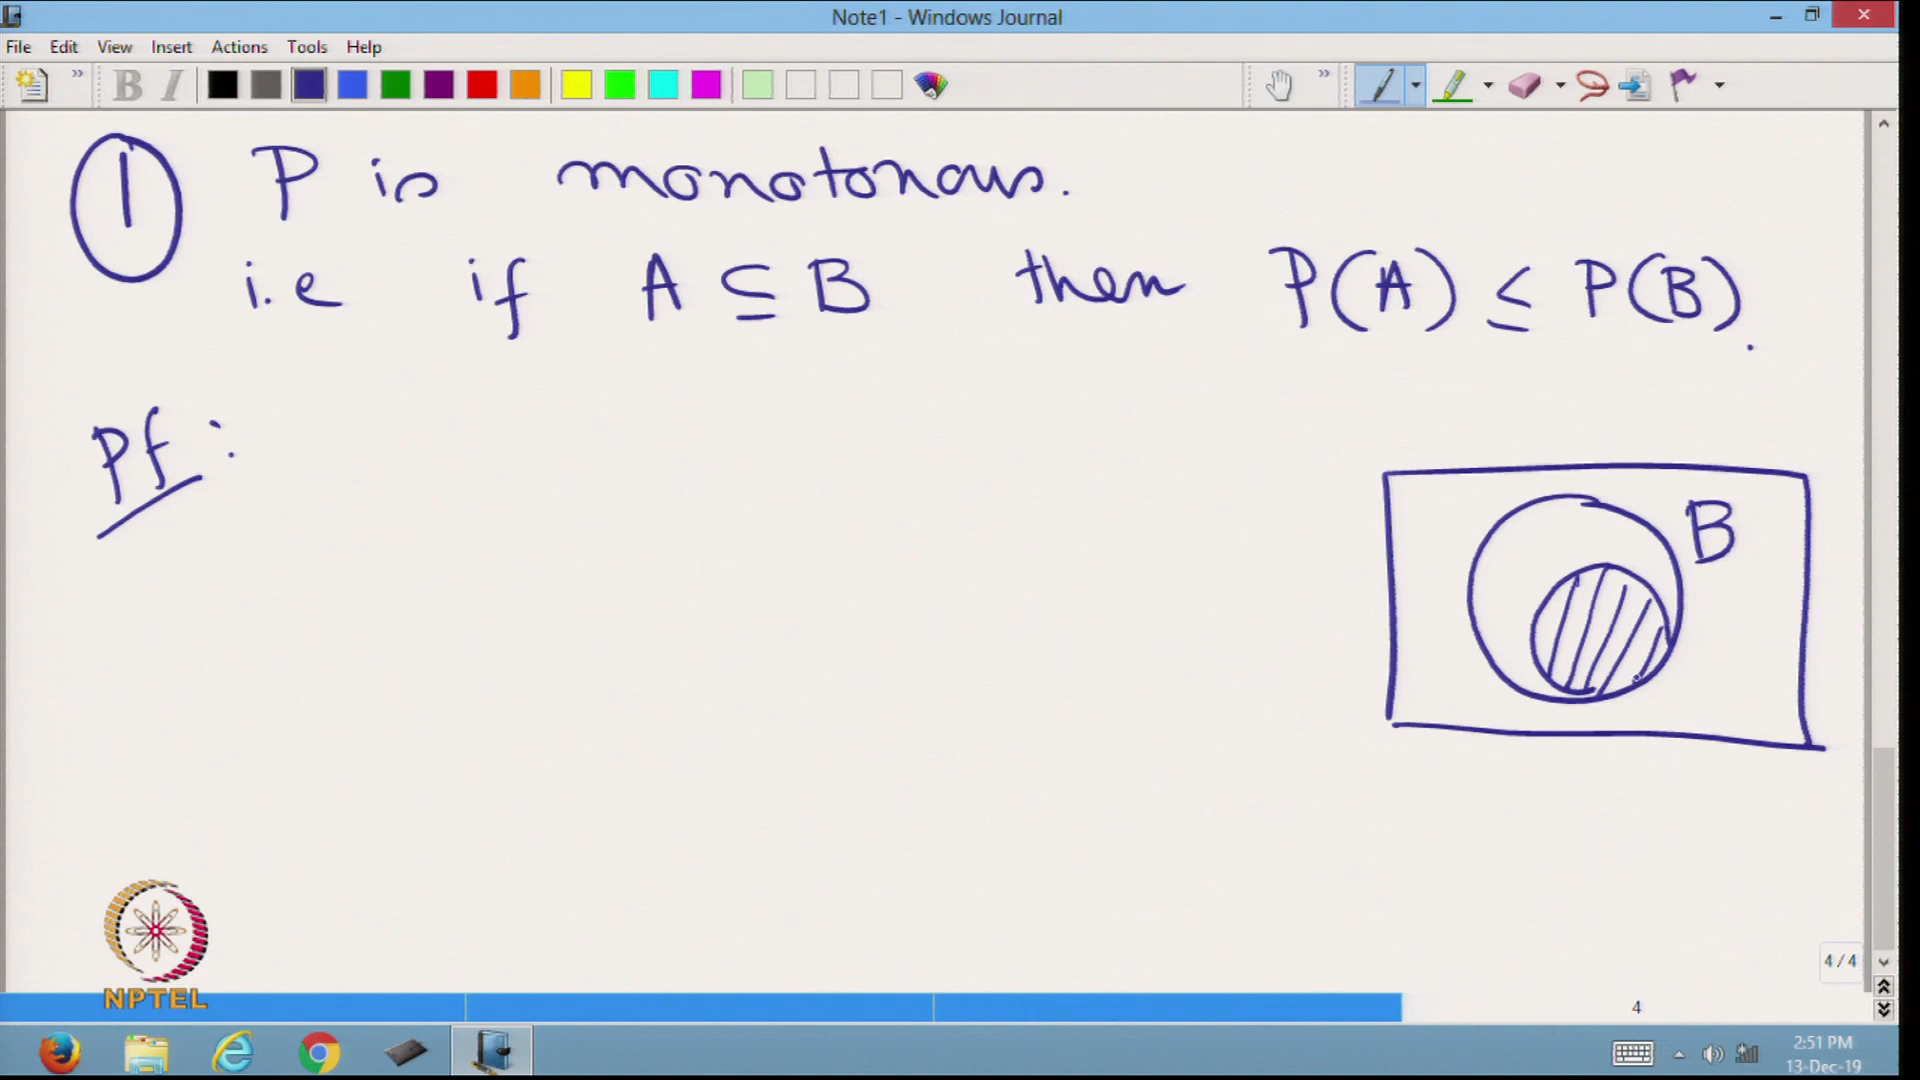 Note1 - Windows Journal
File Edit View Insert Actions Tools Help
B I
1 P is monotonous.
i.e if A ⊆ B then P(A) ≤ P(B).
Pf:
B
NPTEL
4 / 4
4
2:51 PM
13-Dec-19